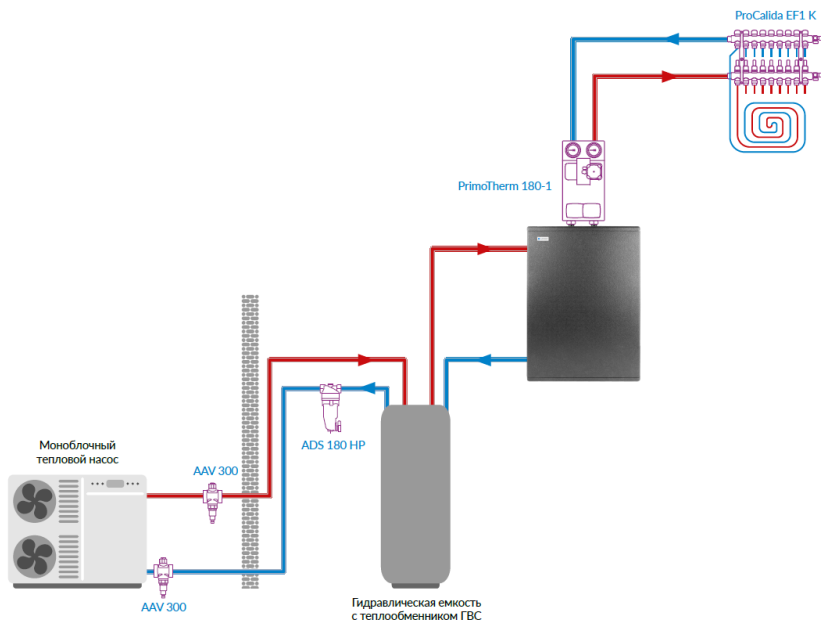 ProCalida EF1 K
PrimoTherm 180-1
ADS 180 HP
Моноблочный
тепловой насос
AAV 300
AAV 300
Гидравлическая емкость
с теплообменником ГВС